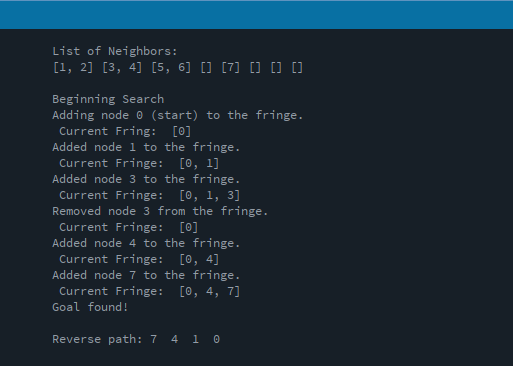 List of Neighbors:
[1, 2] [3, 4] [5, 6] [] [7] [] [] []
Beginning Search
Adding node 0 (start) to the fringe.
Current Fring: [0]
Added node 1 to the fringe.
Current Fringe: [0, 1]
Added node 3 to the fringe.
Current Fringe: [0, 1, 3]
Removed node 3 from the fringe.
Current Fringe: [0]
Added node 4 to the fringe.
Current Fringe: [0, 4]
Added node 7 to the fringe.
Current Fringe: [0, 4, 7]
Goal found!
Reverse path: 7 4 1 0